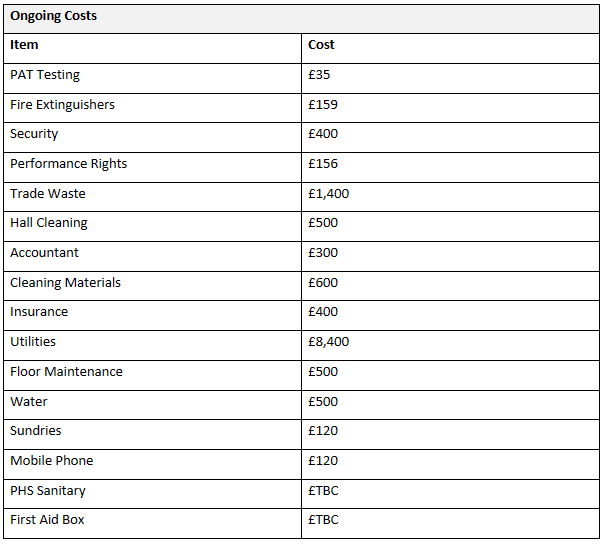 Ongoing Costs
Item Cost
PAT Testing £35
Fire Extinguishers £159
Security £400
Performance Rights £156
Trade Waste £1,400
Hall Cleaning £500
Accountant £300
Cleaning Materials £600
Insurance £400
Utilities £8,400
Floor Maintenance £500
Water £500
Sundries £120
Mobile Phone £120
PHS Sanitary £TBC
First Aid Box £TBC